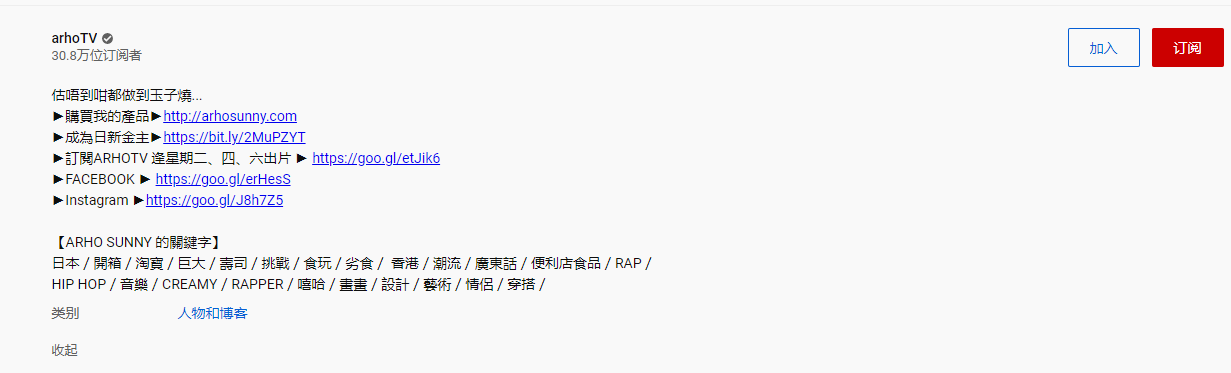 arhoTV
30.8万位订阅者
加入
订阅
估唔到咁都做到玉子燒...
►購買我的產品►http://arhosunny.com
►成為日新金主►https://bit.ly/2MuPZYT
►訂閱ARHOTV 逢星期二、四、六出片 ► https://goo.gl/etJik6
►FACEBOOK ► https://goo.gl/erHesS
►Instagram ►https://goo.gl/J8h7Z5
【ARHO SUNNY 的關鍵字】
日本 / 開箱 / 淘寶 / 巨大 / 壽司 / 挑戰 / 食玩 / 劣食 / 香港 / 潮流 / 廣東話 / 便利店食品 / RAP /
HIP HOP / 音樂 / CREAMY / RAPPER / 嘻哈 / 畫畫 / 設計 / 藝術 / 情侶 / 穿搭 /
类别
人物和博客
收起